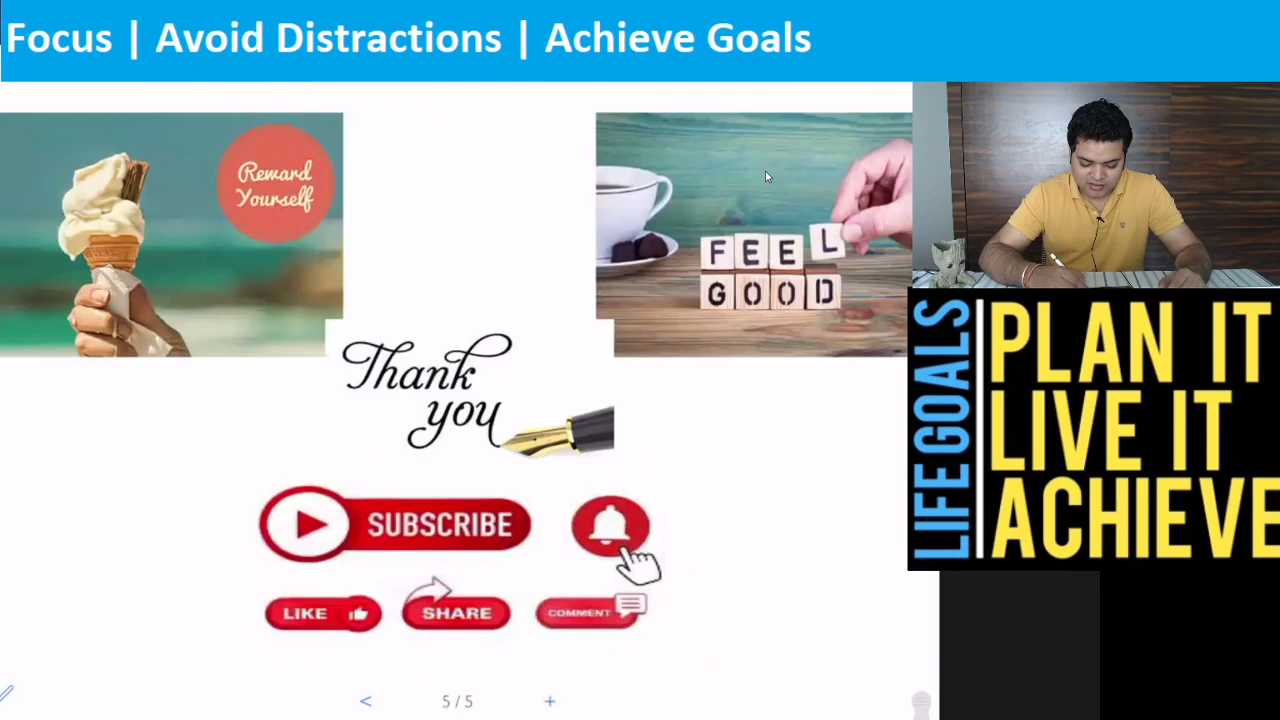 Focus | Avoid Distractions | Achieve Goals
Reward
Yourself
FEEL
GOOD
Thank
you
SUBSCRIBE
LIKE
SHARE
COMMENT
< 5 / 5 +
LIFE GOALS
PLAN IT
LIVE IT
ACHIEVE